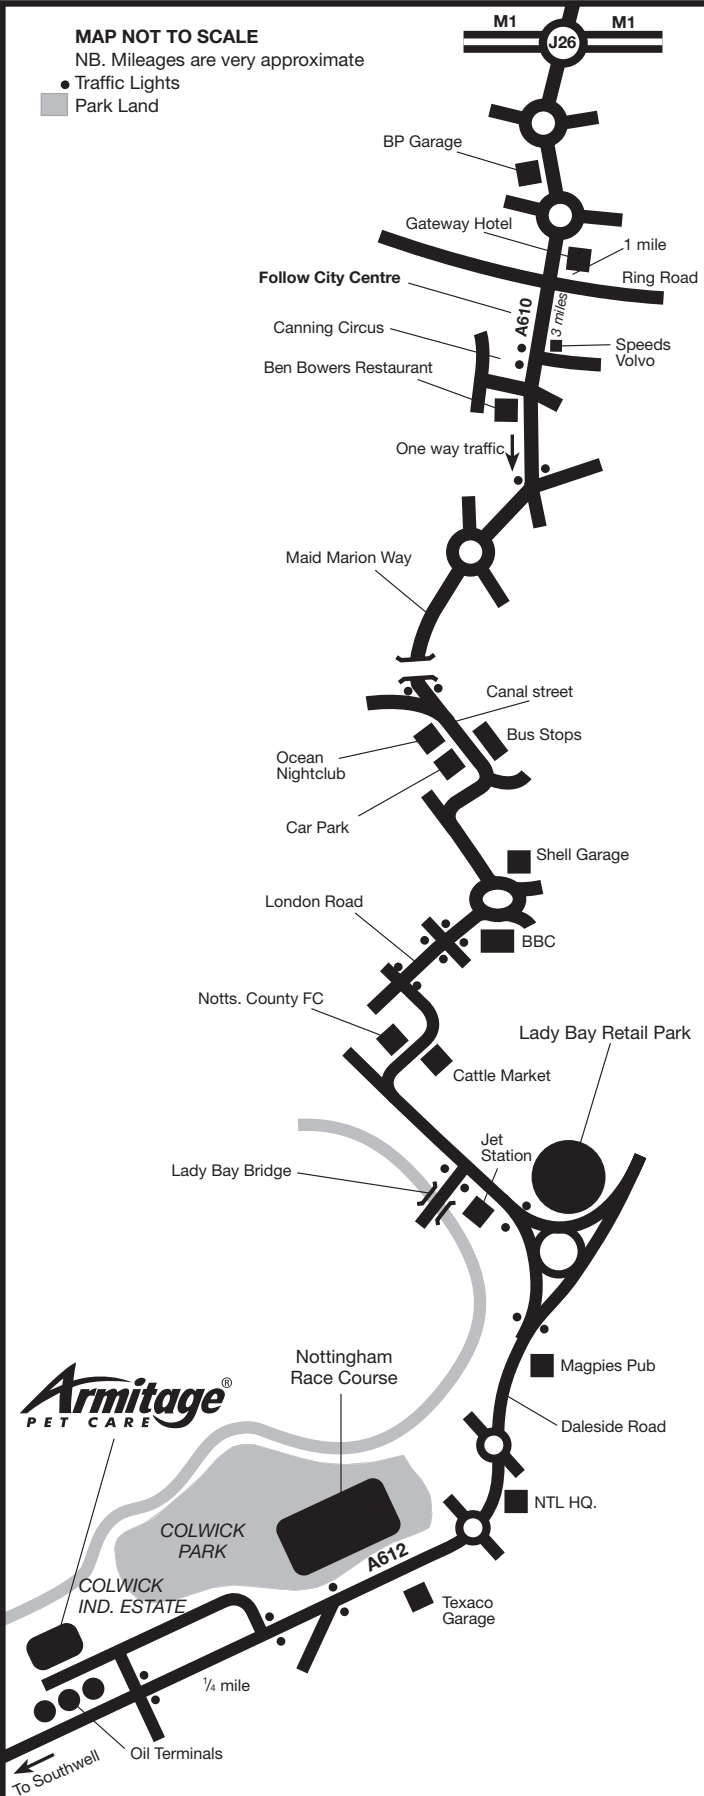 M1
M1
J26
MAP NOT TO SCALE
NB. Mileages are very approximate
Traffic Lights
Park Land
BP Garage
Gateway Hotel
1 mile
Ring Road
Follow City Centre
A610
3 miles
Canning Circus
Speeds
Volvo
Ben Bowers Restaurant
One way traffic
Maid Marion Way
Canal street
Bus Stops
Ocean
Nightclub
Car Park
Shell Garage
London Road
BBC
Notts. County FC
Lady Bay Retail Park
Cattle Market
Jet
Station
Lady Bay Bridge
Nottingham
Race Course
Magpies Pub
Armitage®
PET CARE
Daleside Road
NTL HQ.
COLWICK
PARK
A612
COLWICK
IND. ESTATE
Texaco
Garage
¼ mile
Oil Terminals
To Southwell